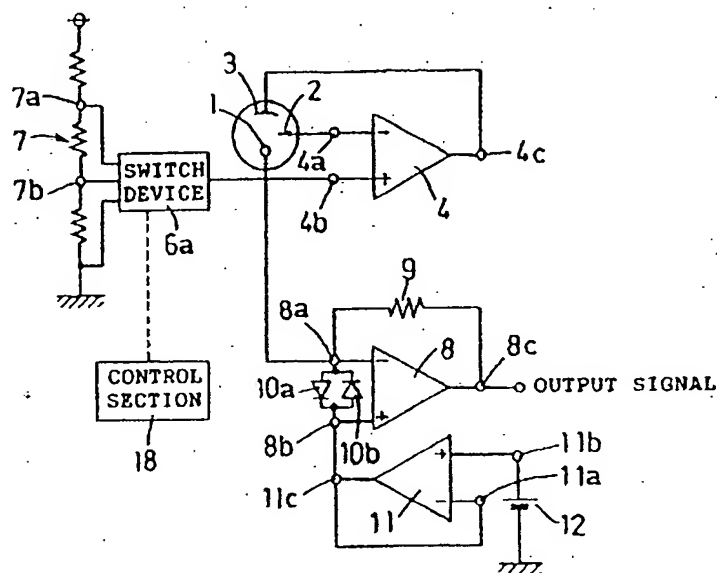 3
1
2
7a
7
7b
SWITCH
DEVICE
6a
4a
4b
4
4c
9
8a
8
8c
OUTPUT SIGNAL
CONTROL
SECTION
18
10a
10b
8b
11b
11a
11c
11
12